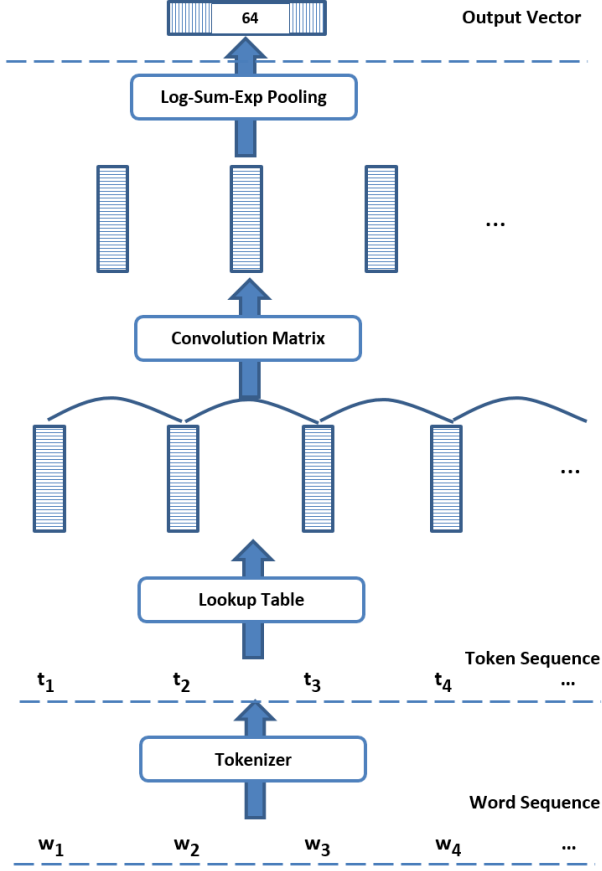 64 Output Vector
Log-Sum-Exp Pooling
...
Convolution Matrix
...
Lookup Table
Token Sequence
t1 t2 t3 t4 ...
Tokenizer
Word Sequence
w1 w2 w3 w4 ...